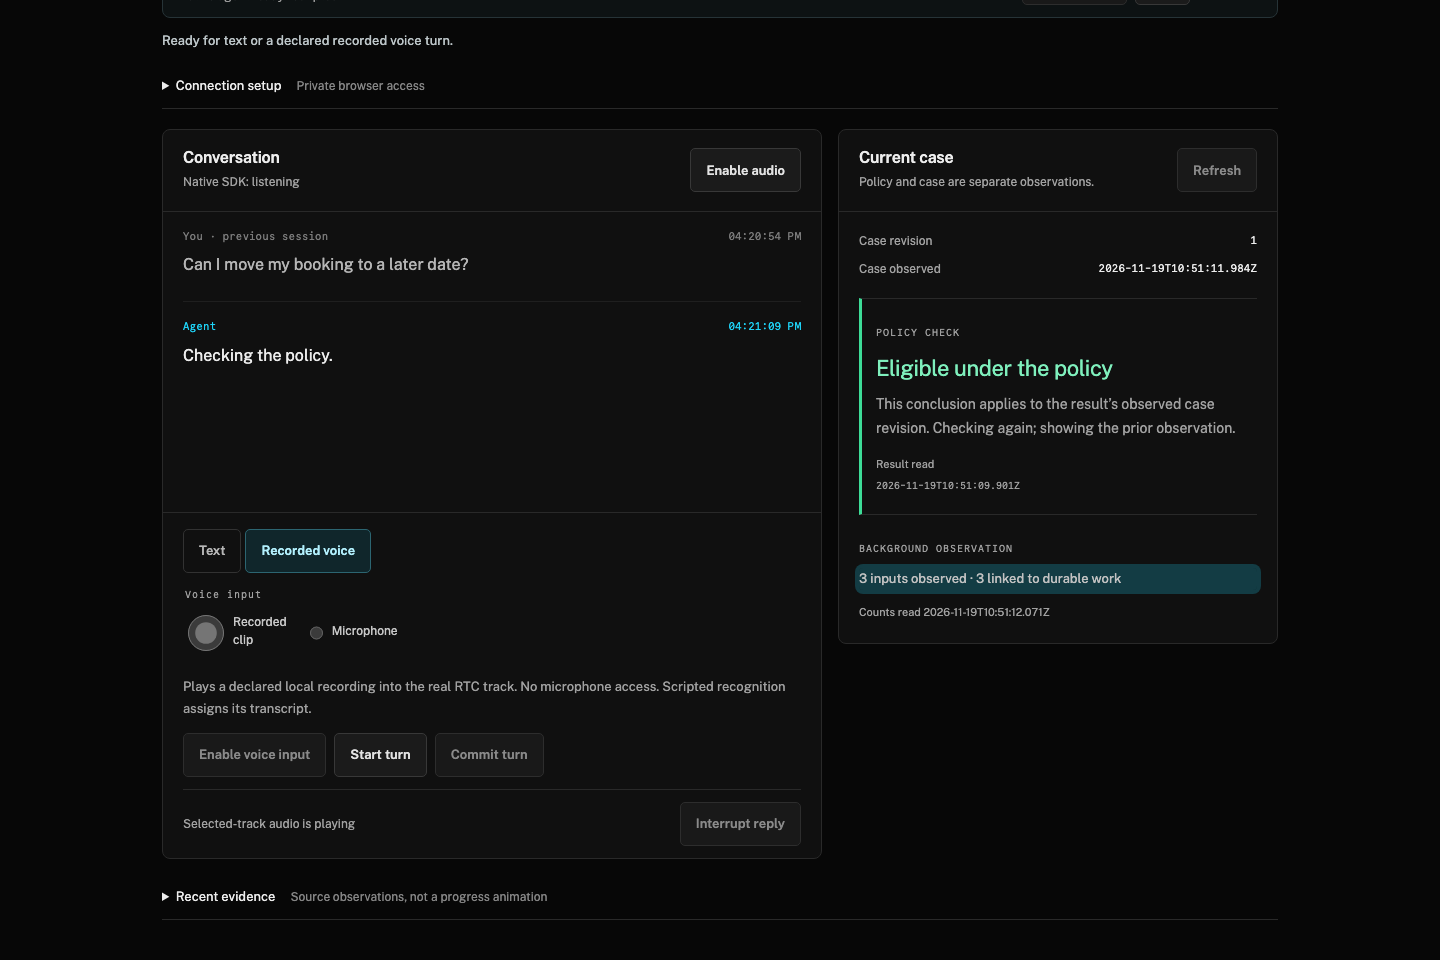 Ready for text or a declared recorded voice turn.
Connection setup Private browser access
Conversation
Native SDK: listening
Enable audio
You · previous session 04:20:54 PM
Can I move my booking to a later date?
Agent 04:21:09 PM
Checking the policy.
Text Recorded voice
Voice input
Recorded
clip
Microphone
Plays a declared local recording into the real RTC track. No microphone access. Scripted recognition
assigns its transcript.
Enable voice input Start turn Commit turn
Selected-track audio is playing Interrupt reply
Current case
Policy and case are separate observations.
Refresh
Case revision 1
Case observed 2026-11-19T10:51:11.984Z
POLICY CHECK
Eligible under the policy
This conclusion applies to the result’s observed case
revision. Checking again; showing the prior observation.
Result read
2026-11-19T10:51:09.901Z
BACKGROUND OBSERVATION
3 inputs observed · 3 linked to durable work
Counts read 2026-11-19T10:51:12.071Z
Recent evidence Source observations, not a progress animation